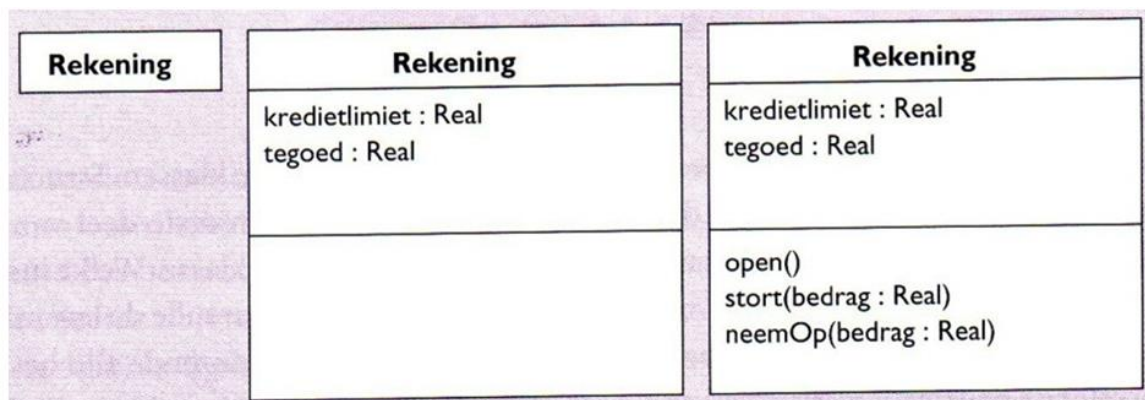 Rekening
Rekening
kredietlimiet : Real
tegoed : Real
Rekening
kredietlimiet : Real
tegoed : Real
open()
stort(bedrag : Real)
neemOp(bedrag : Real)